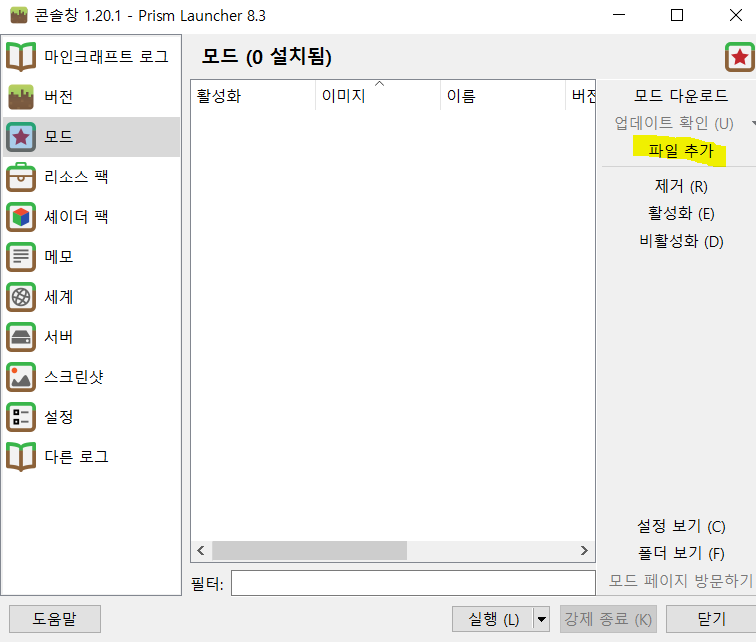 콘솔창 1.20.1 - Prism Launcher 8.3
마인크래프트 로그
버전
모드
리소스 팩
셰이더 팩
메모
세계
서버
스크린샷
설정
다른 로그
모드 (0 설치됨)
활성화 이미지 이름 버전
필터:
모드 다운로드
업데이트 확인 (U)
파일 추가
제거 (R)
활성화 (E)
비활성화 (D)
설정 보기 (C)
폴더 보기 (F)
모드 페이지 방문하기
도움말 실행 (L) 강제 종료 (K) 닫기